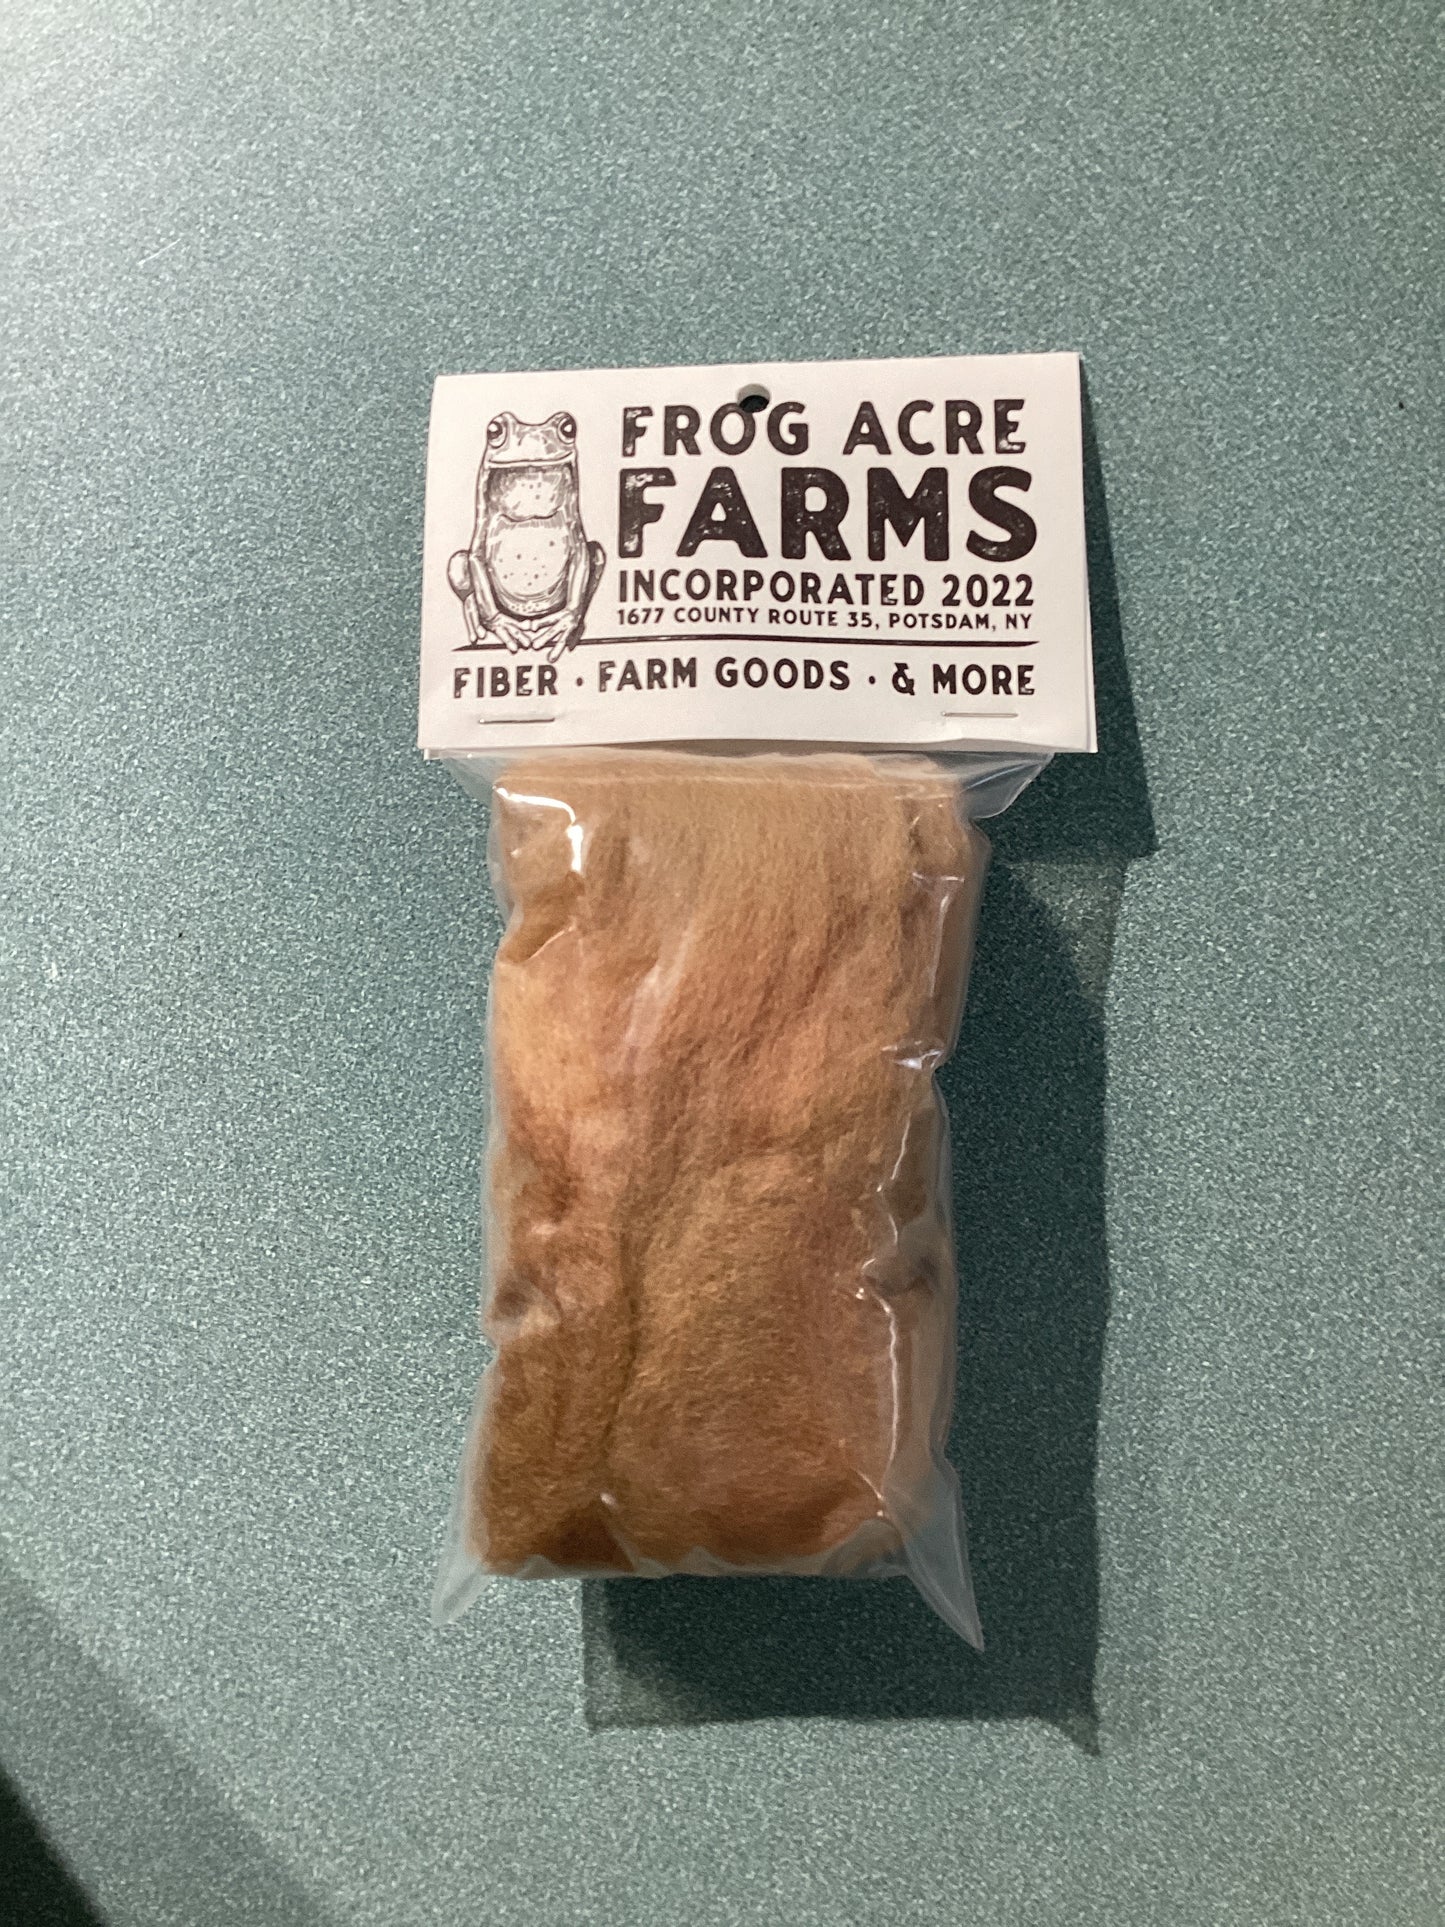 FROG ACRE
FARMS
INCORPORATED 2022
1677 COUNTY ROUTE 35, POTSDAM, NY
FIBER · FARM GOODS · & MORE